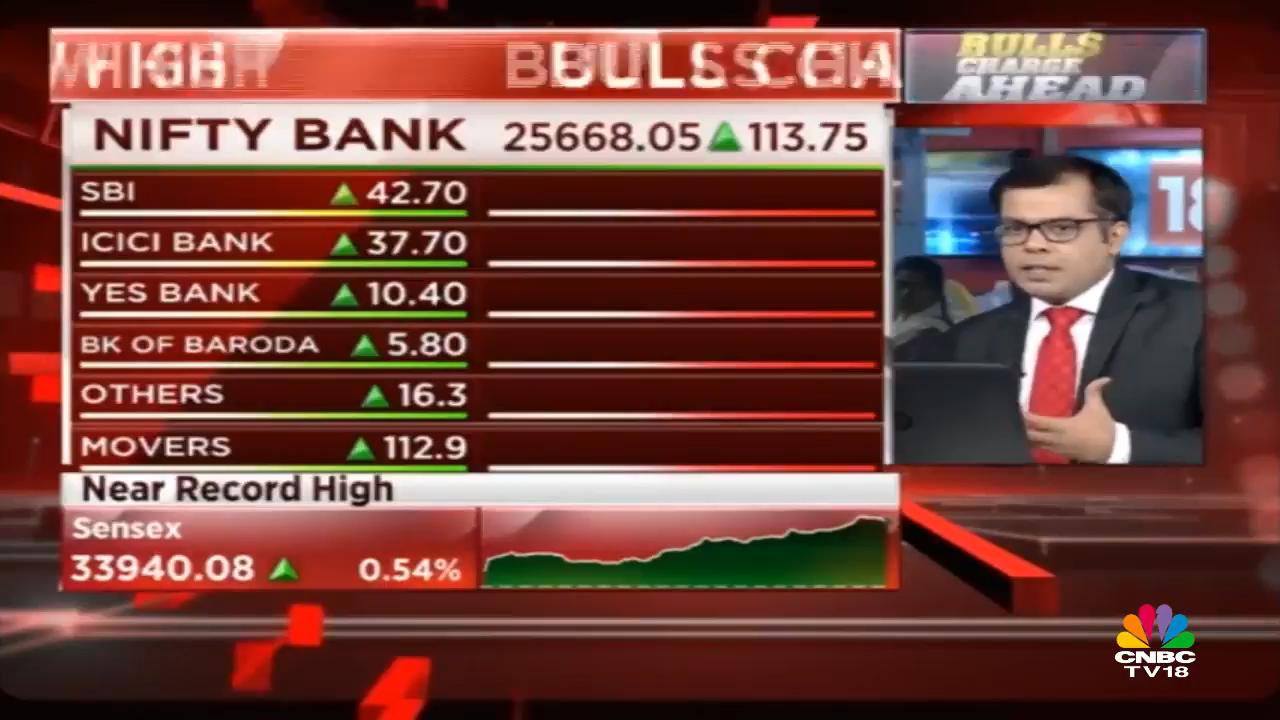 BULLS
CHARGE
AHEAD
NIFTY BANK 25668.05 113.75
SBI 42.70
ICICI BANK 37.70
YES BANK 10.40
BK OF BARODA 5.80
OTHERS 16.3
MOVERS 112.9
Near Record High
Sensex
33940.08 0.54%
18
CNBC
TV18